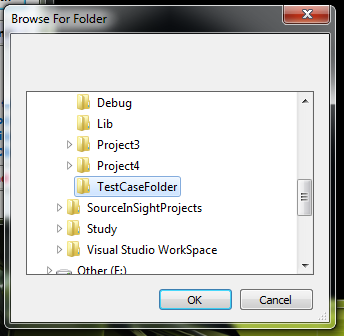 Browse For Folder
Debug
Lib
Project3
Project4
TestCaseFolder
SourceInSightProjects
Study
Visual Studio WorkSpace
Other (E:)
OK
Cancel